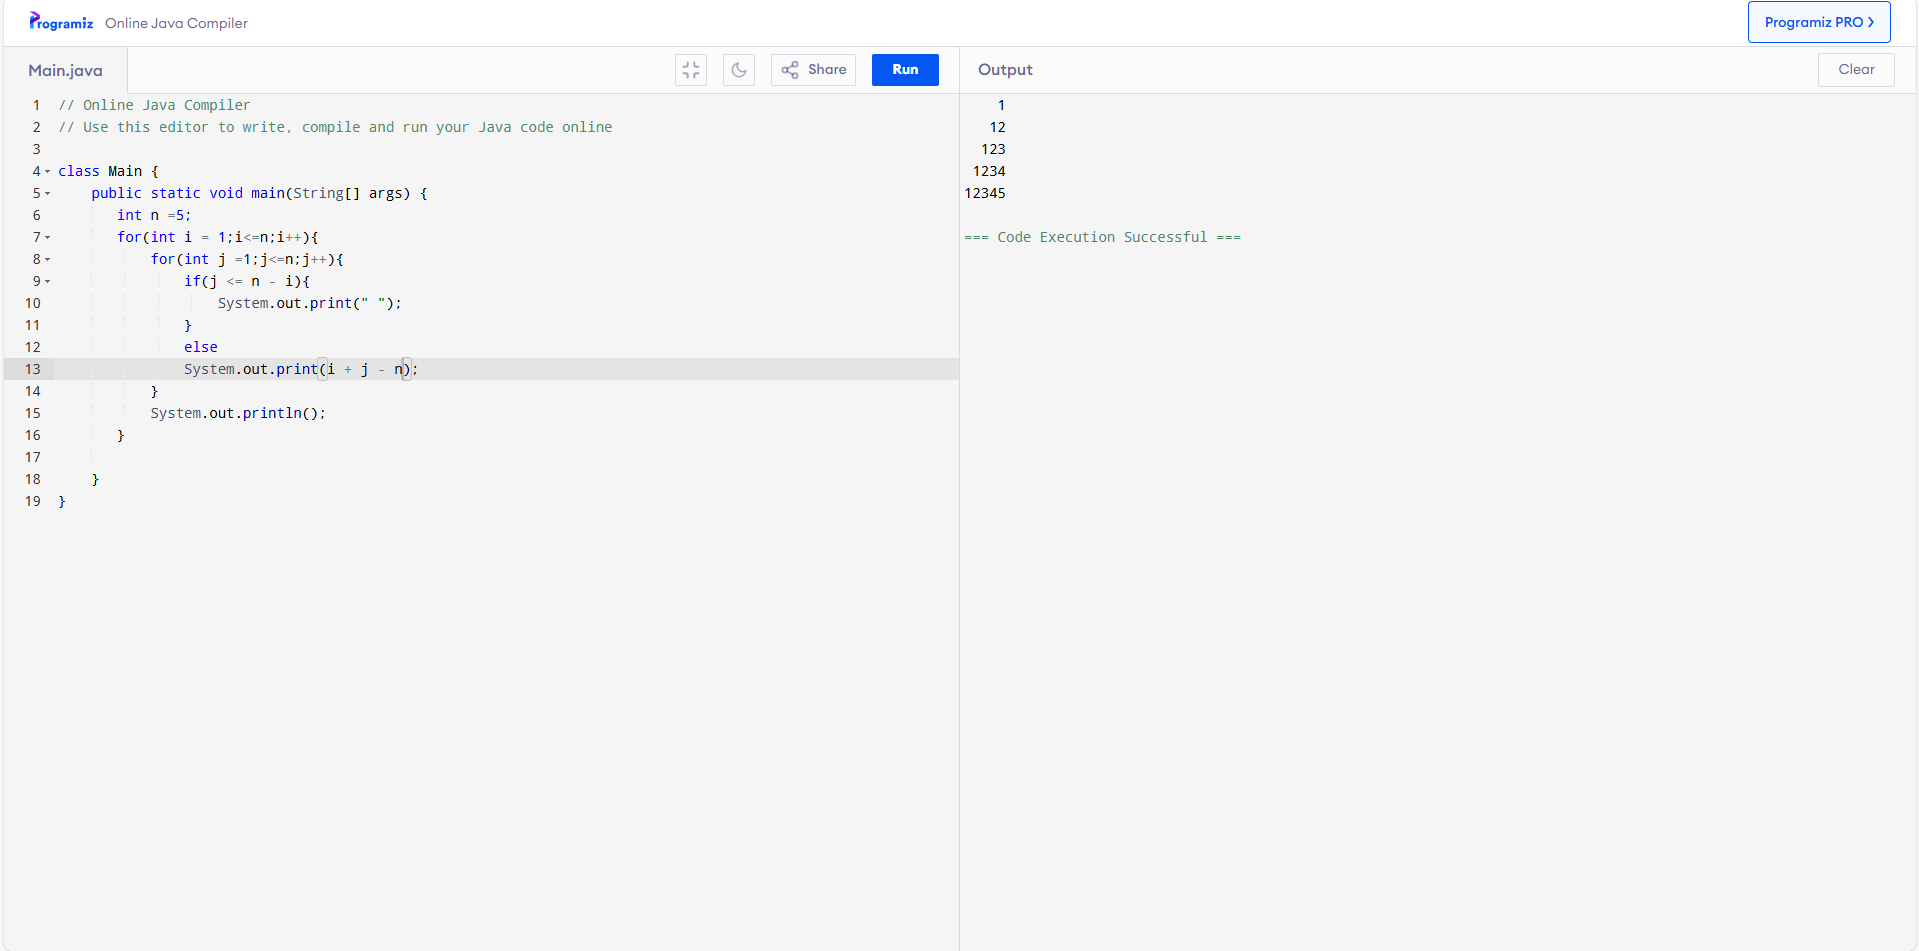 Programiz Online Java Compiler
Programiz PRO >
Main.java
Share
Run
Output
Clear
1 // Online Java Compiler
2 // Use this editor to write, compile and run your Java code online
3
4 class Main {
5     public static void main(String[] args) {
6        int n =5;
7        for(int i = 1;i<=n;i++){
8            for(int j =1;j<=n;j++){
9                if(j <= n - i){
10                    System.out.print(" ");
11                }
12                else
13                System.out.print(i + j - n);
14            }
15            System.out.println();
16        }
17
18     }
19 }
    1
   12
  123
 1234
12345
=== Code Execution Successful ===